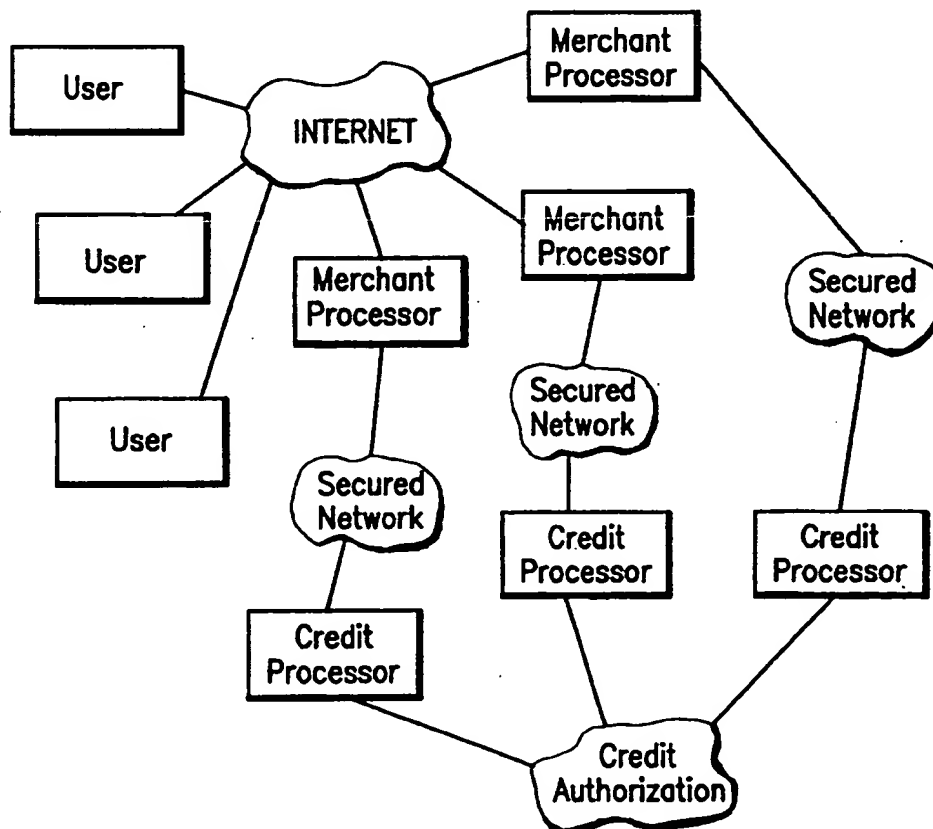 Merchant
Processor
User
INTERNET
Merchant
Processor
User
Merchant
Processor
Secured
Network
Secured
Network
User
Secured
Network
Credit
Processor
Credit
Processor
Credit
Processor
Credit
Authorization